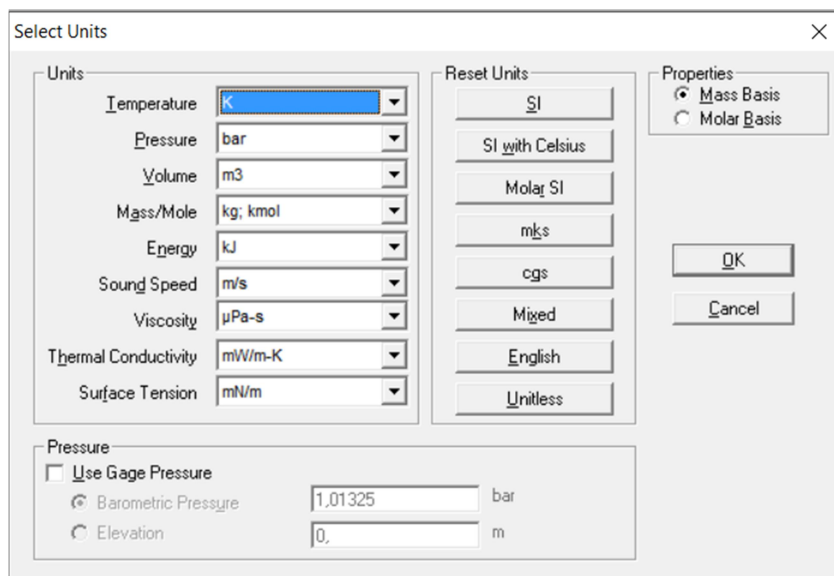 Select Units
Units
Temperature K
Pressure bar
Volume m3
Mass/Mole kg; kmol
Energy kJ
Sound Speed m/s
Viscosity µPa-s
Thermal Conductivity mW/m-K
Surface Tension mN/m
Reset Units
SI
SI with Celsius
Molar SI
mks
cgs
Mixed
English
Unitless
Properties
Mass Basis
Molar Basis
OK
Cancel
Pressure
Use Gage Pressure
Barometric Pressure 1,01325 bar
Elevation 0, m